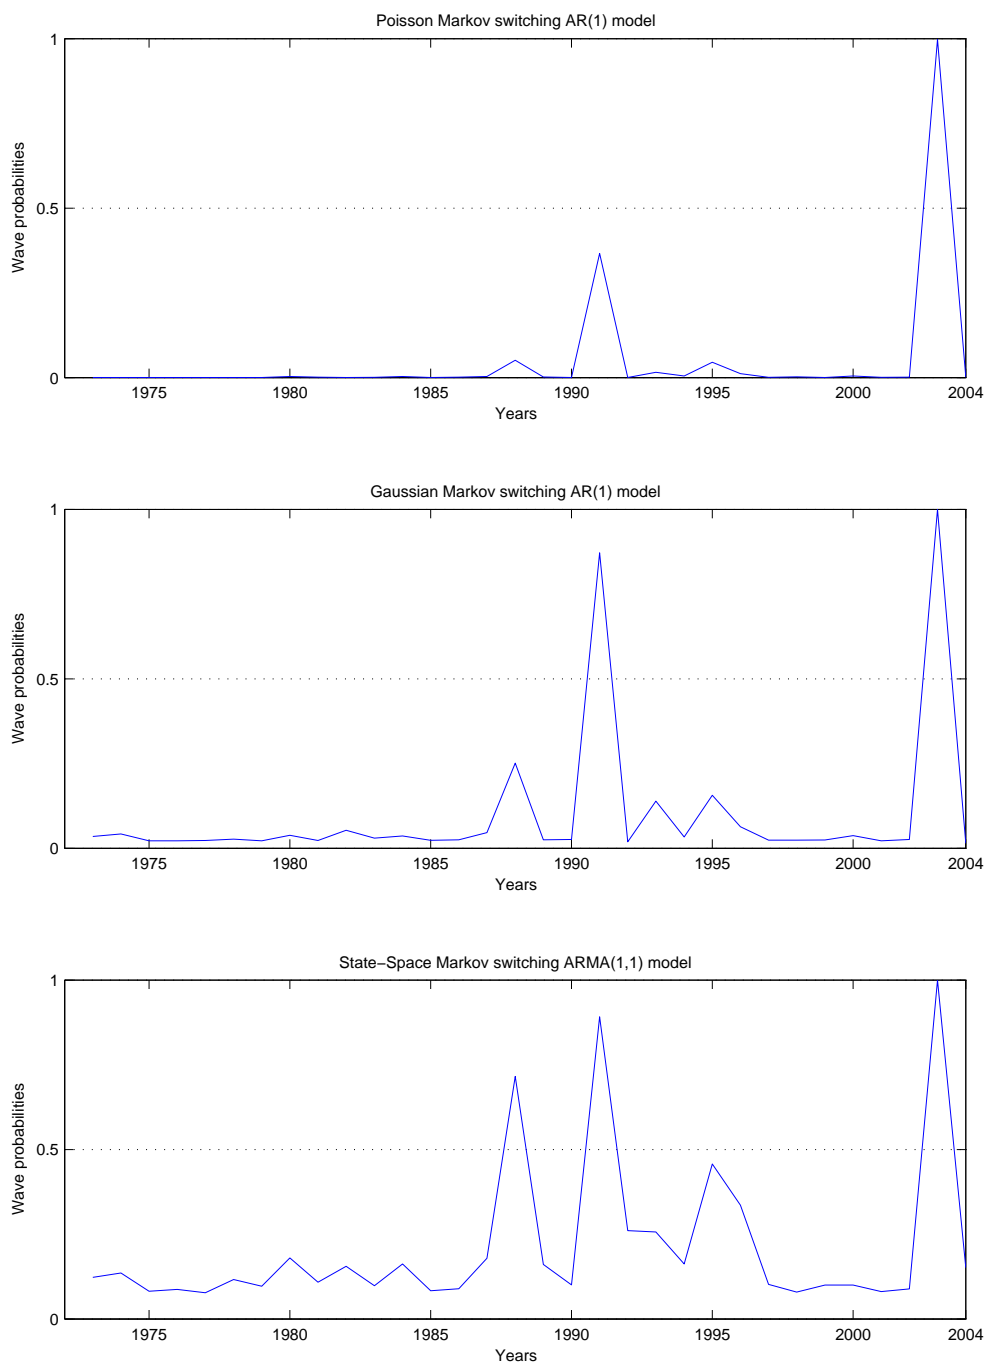 Poisson Markov switching AR(1) model
1
0.5
0
Wave probabilities
1975 1980 1985 1990 1995 2000 2004
Years
Gaussian Markov switching AR(1) model
1
0.5
0
Wave probabilities
1975 1980 1985 1990 1995 2000 2004
Years
State−Space Markov switching ARMA(1,1) model
1
0.5
0
Wave probabilities
1975 1980 1985 1990 1995 2000 2004
Years